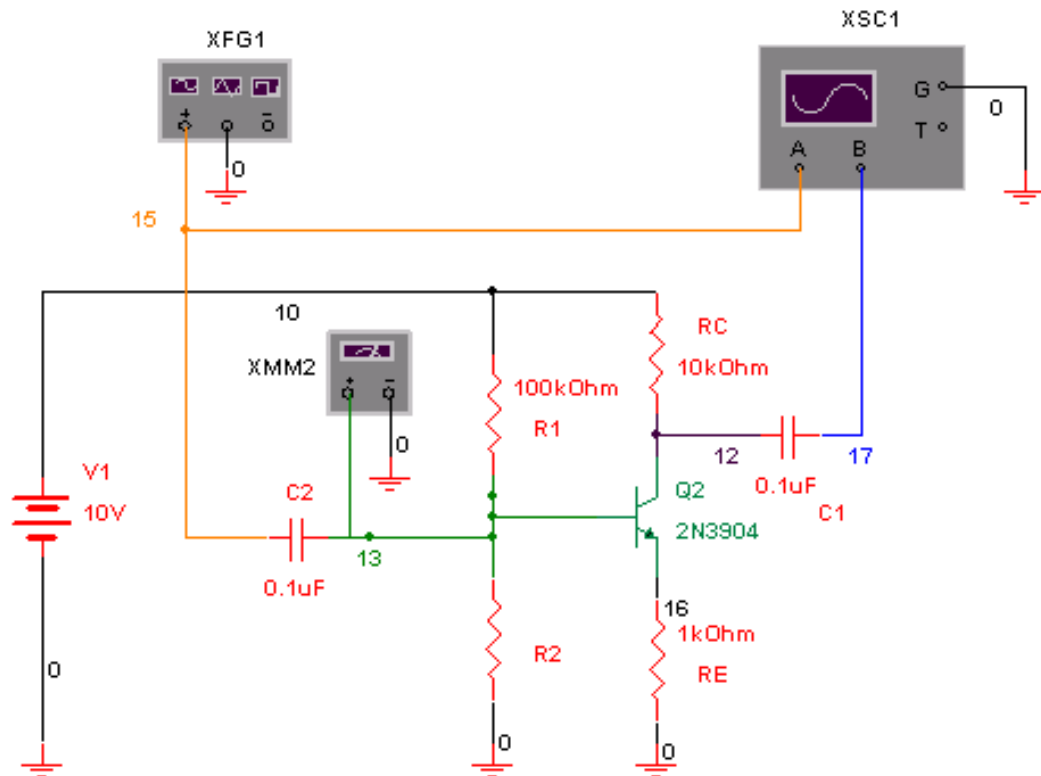 XSC1
XFG1
G
0
T
+
−
A
B
0
15
10
RC
10kOhm
XMM2
100kOhm
R1
+
−
0
12
17
V1
10V
C2
Q2
0.1uF
C1
2N3904
13
0.1uF
16
1kOhm
R2
RE
0
0
0